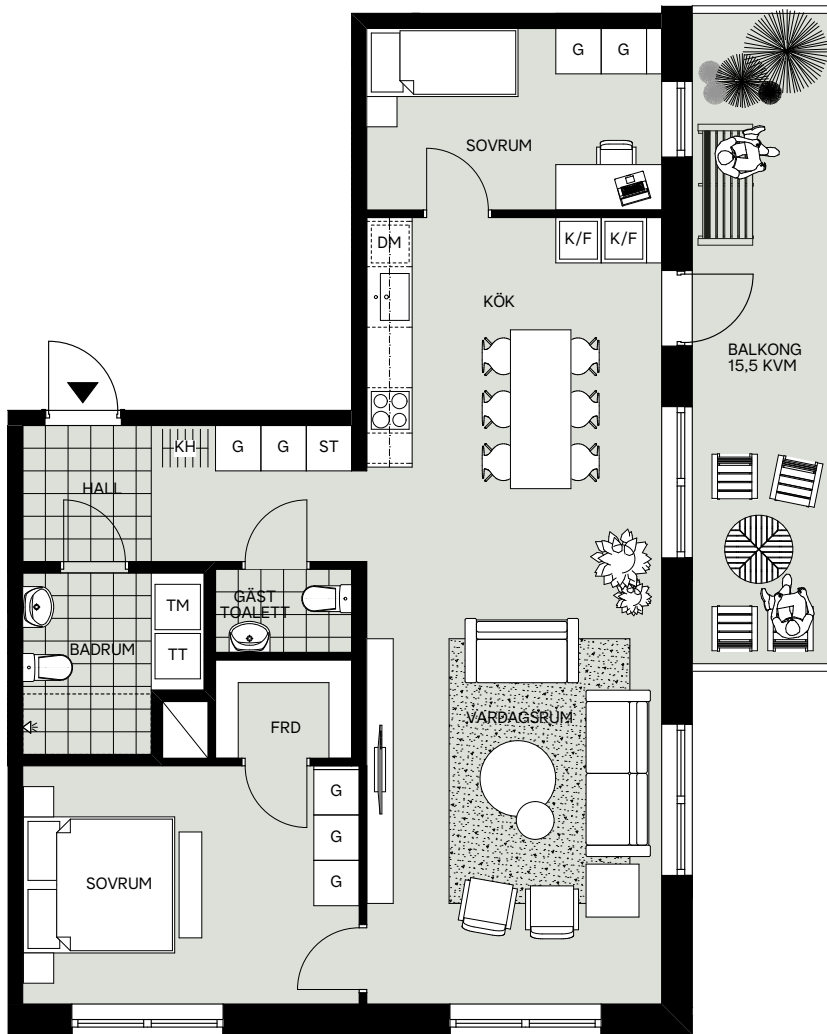 G
G
SOVRUM
DM
K/F
K/F
KÖK
BALKONG
15,5 KVM
KH
G
G
ST
HALL
GÄST
TOALETT
TM
BADRUM
TT
VARDAGSRUM
FRD
G
G
SOVRUM
G